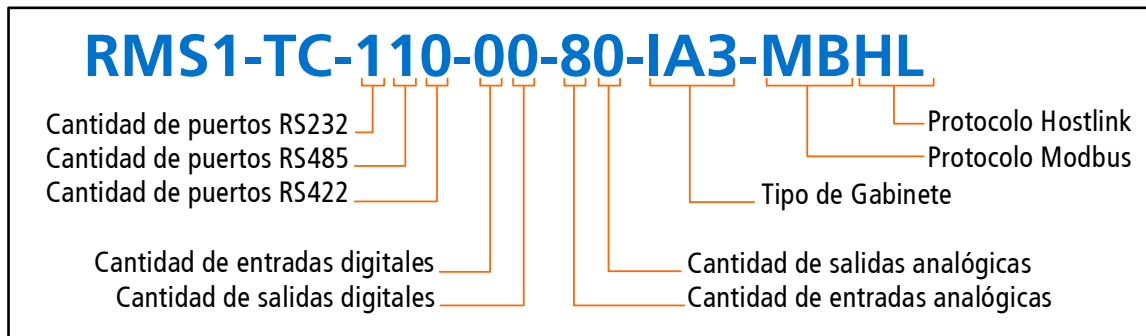 RMS1-TC-110-00-80-IA3-MBHL
Cantidad de puertos RS232
Cantidad de puertos RS485
Cantidad de puertos RS422
Protocolo Hostlink
Protocolo Modbus
Tipo de Gabinete
Cantidad de entradas digitales
Cantidad de salidas digitales
Cantidad de salidas analógicas
Cantidad de entradas analógicas